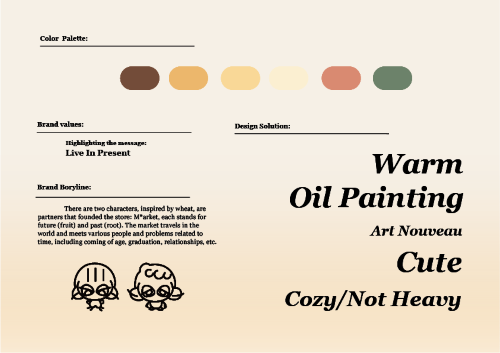 Color Palette:
Brand values:
Highlighting the message:
Live In Present
Brand Boryline:
There are two characters, inspired by wheat, are
partners that founded the store: M*arket, each stands for
future (fruit) and past (root). The market travels in the
world and meets various people and problems related to
time, including coming of age, graduation, relationships, etc.
Design Solution:
Warm
Oil Painting
Art Nouveau
Cute
Cozy/Not Heavy